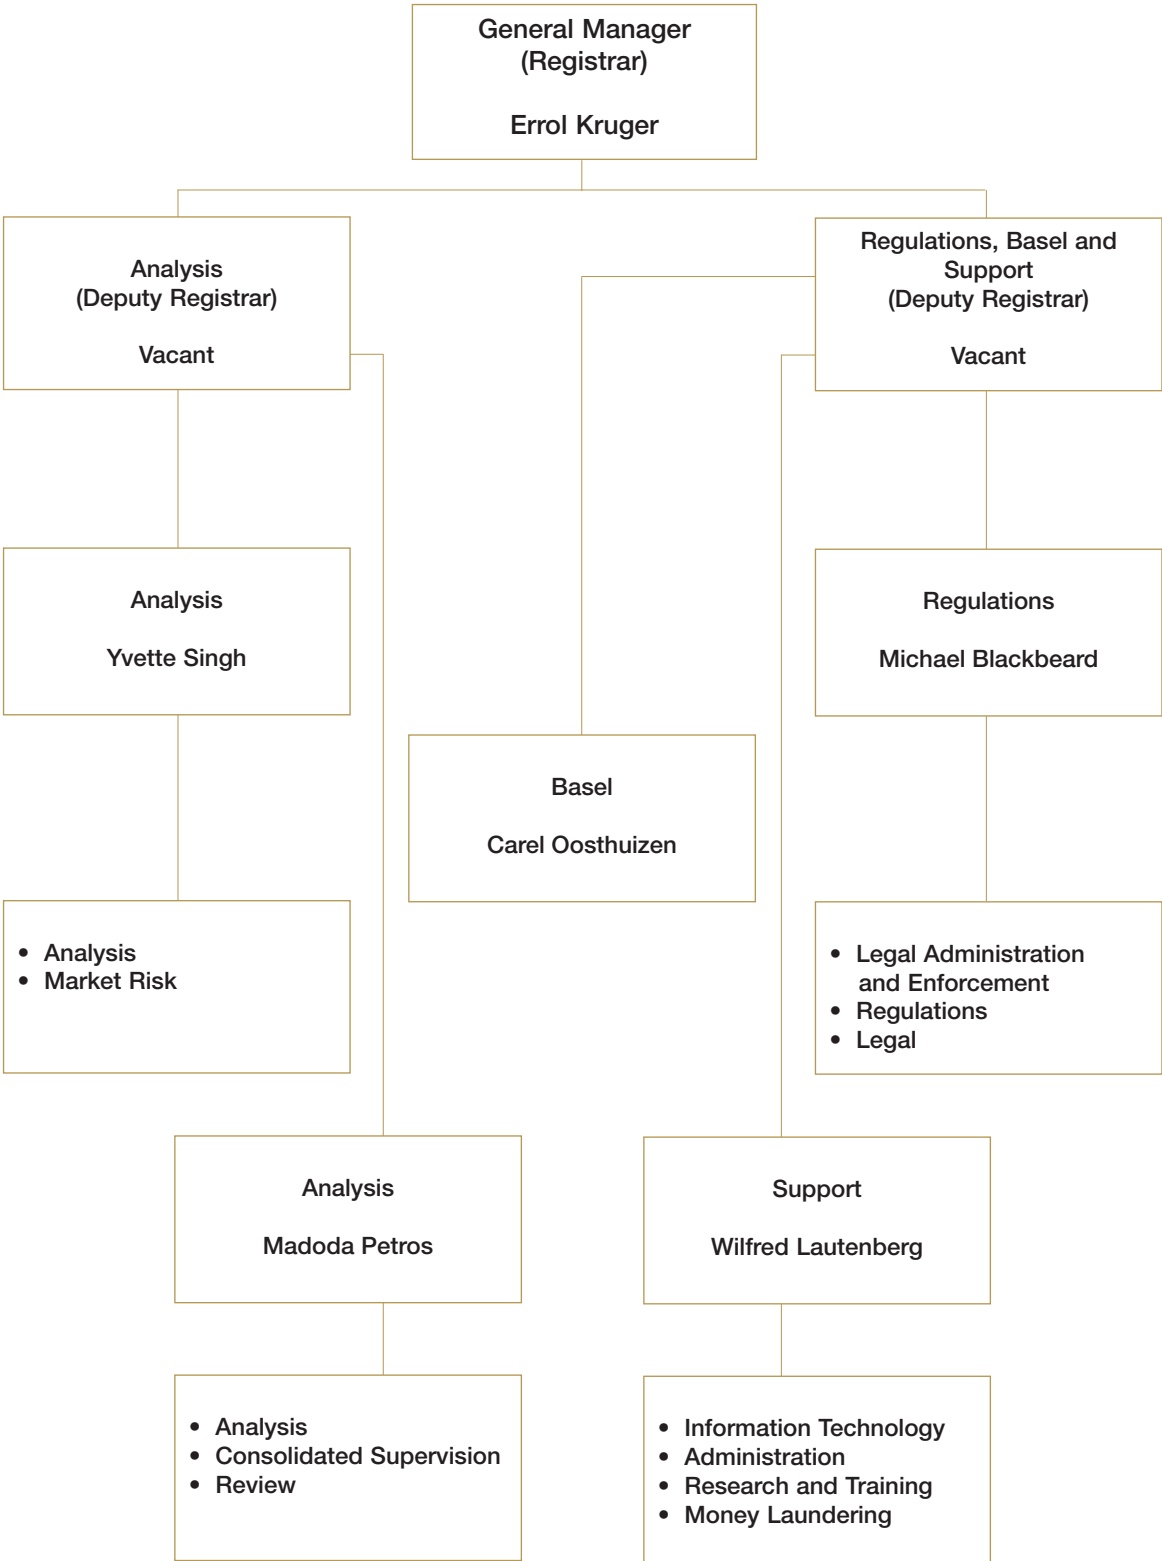 General Manager
(Registrar)
Errol Kruger
Analysis
(Deputy Registrar)
Vacant
Regulations, Basel and
Support
(Deputy Registrar)
Vacant
Analysis
Yvette Singh
Regulations
Michael Blackbeard
Basel
Carel Oosthuizen
• Analysis
• Market Risk
• Legal Administration
and Enforcement
• Regulations
• Legal
Analysis
Madoda Petros
Support
Wilfred Lautenberg
• Analysis
• Consolidated Supervision
• Review
• Information Technology
• Administration
• Research and Training
• Money Laundering